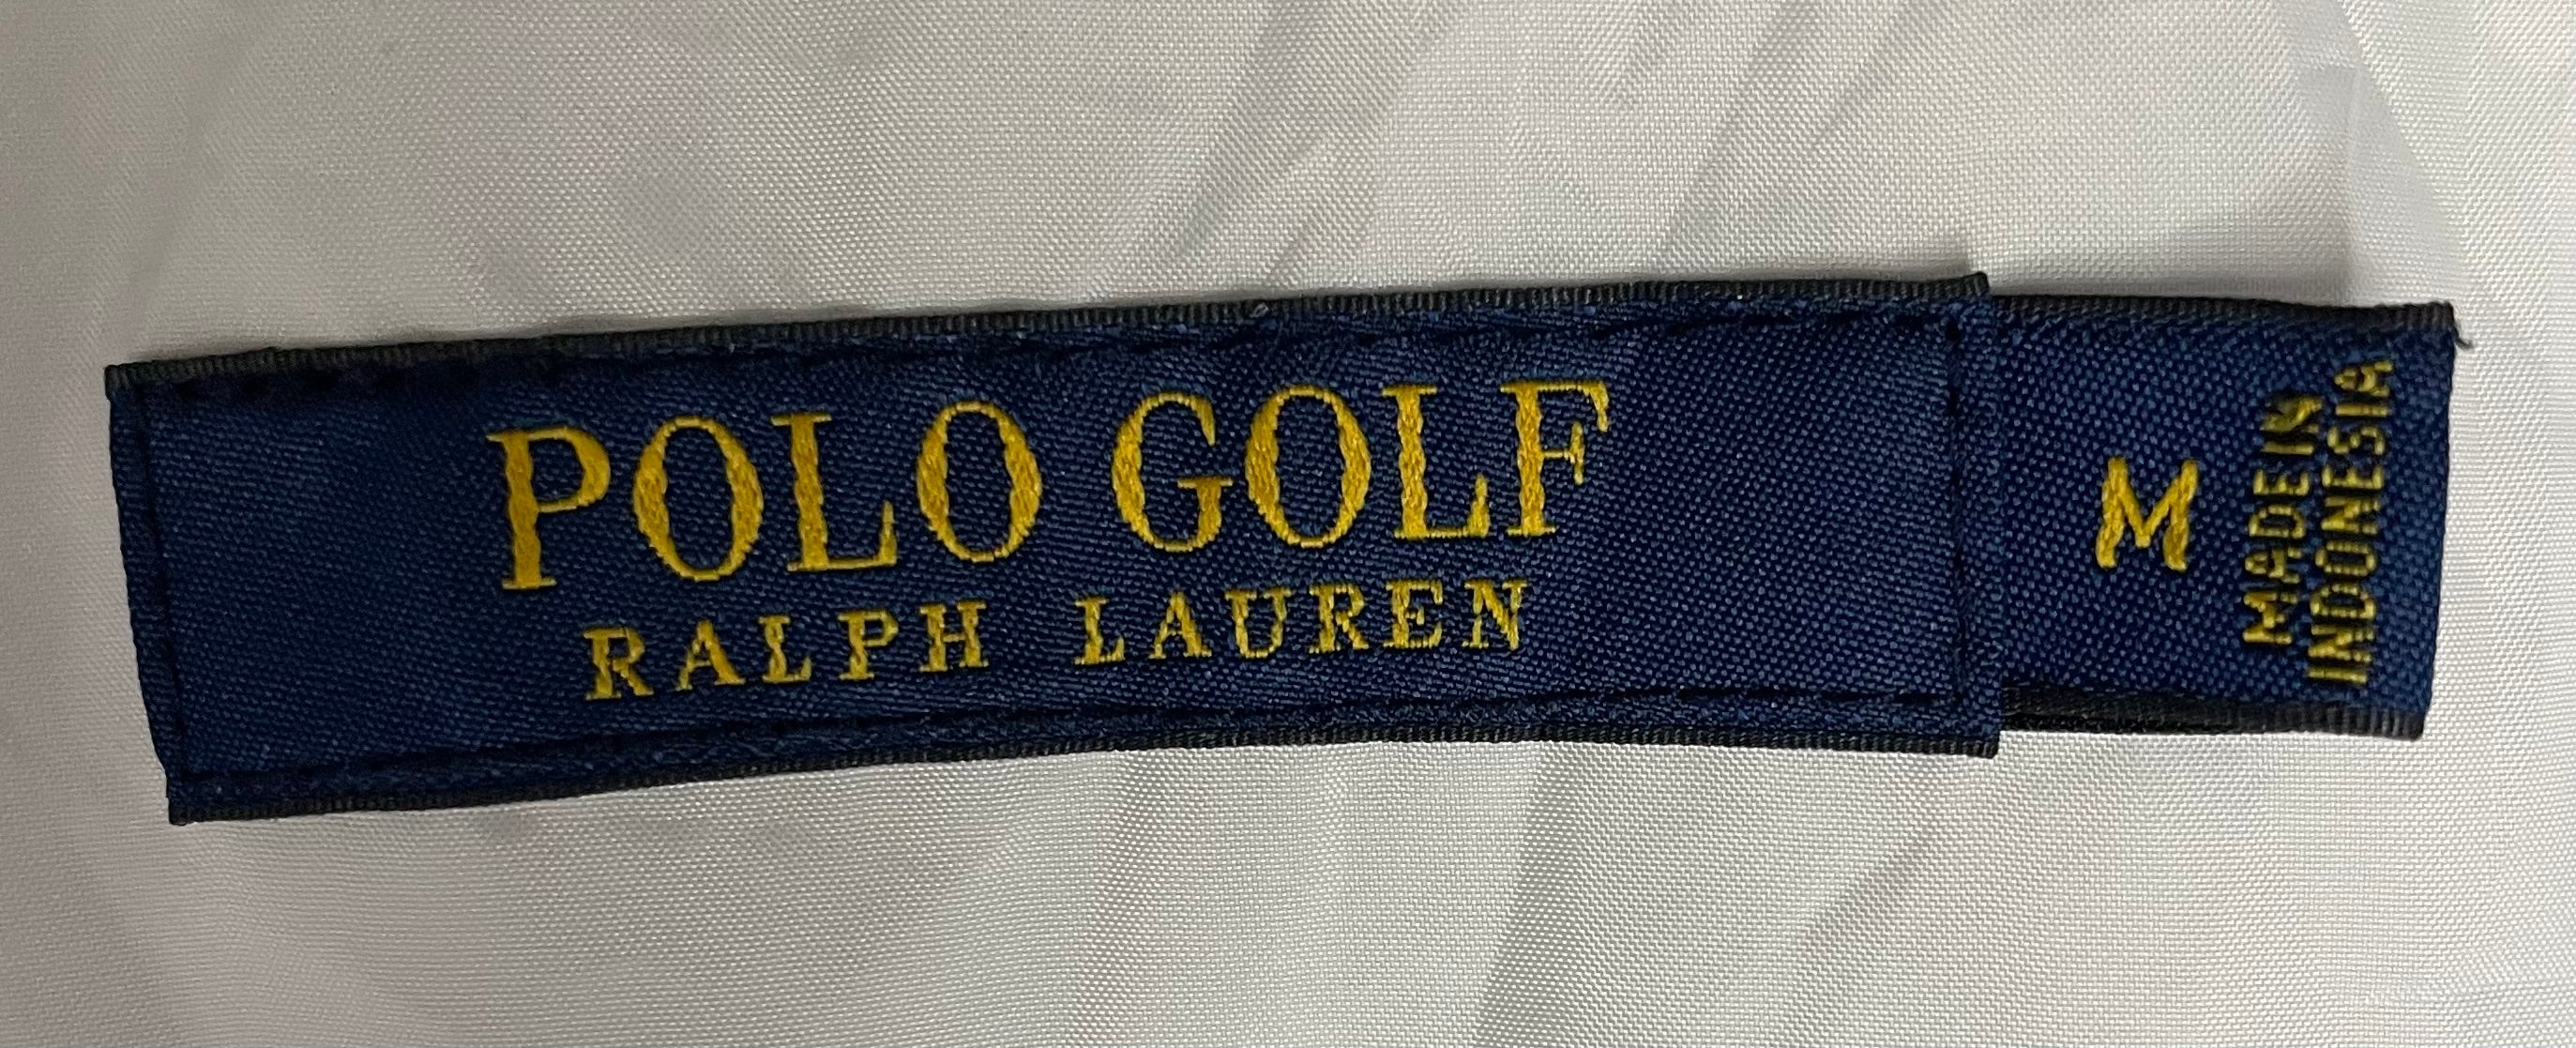 POLO GOLF
RALPH LAUREN
M
MADE IN
INDONESIA